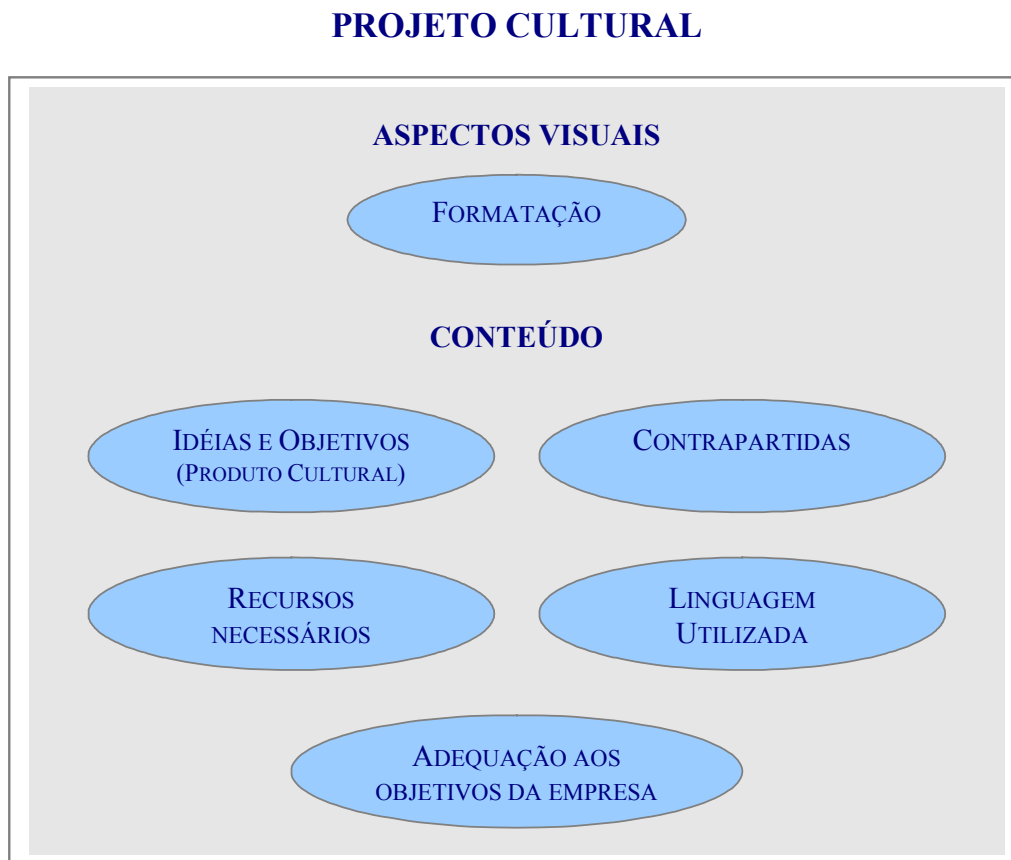 PROJETO CULTURAL
ASPECTOS VISUAIS
FORMATAÇÃO
CONTEÚDO
IDÉIAS E OBJETIVOS
(PRODUTO CULTURAL)
CONTRAPARTIDAS
RECURSOS
NECESSÁRIOS
LINGUAGEM
UTILIZADA
ADEQUAÇÃO AOS
OBJETIVOS DA EMPRESA